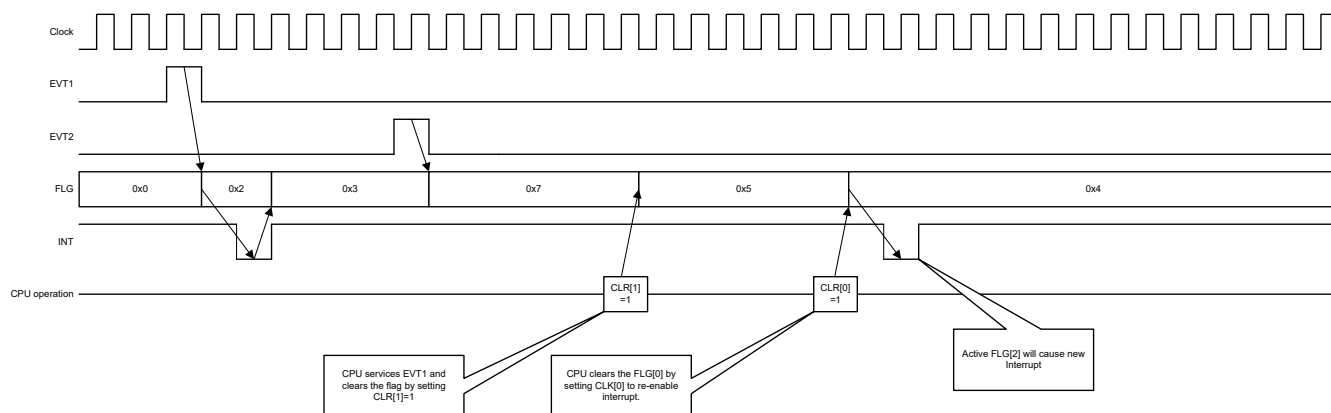 Clock
EVT1
EVT2
FLG
0x0
0x2
0x3
0x7
0x5
0x4
INT
CPU operation
CLR[1]
=1
CLR[0]
=1
CPU services EVT1 and
clears the flag by setting
CLR[1]=1
CPU clears the FLG[0] by
setting CLK[0] to re-enable
interrupt.
Active FLG[2] will cause new
Interrupt